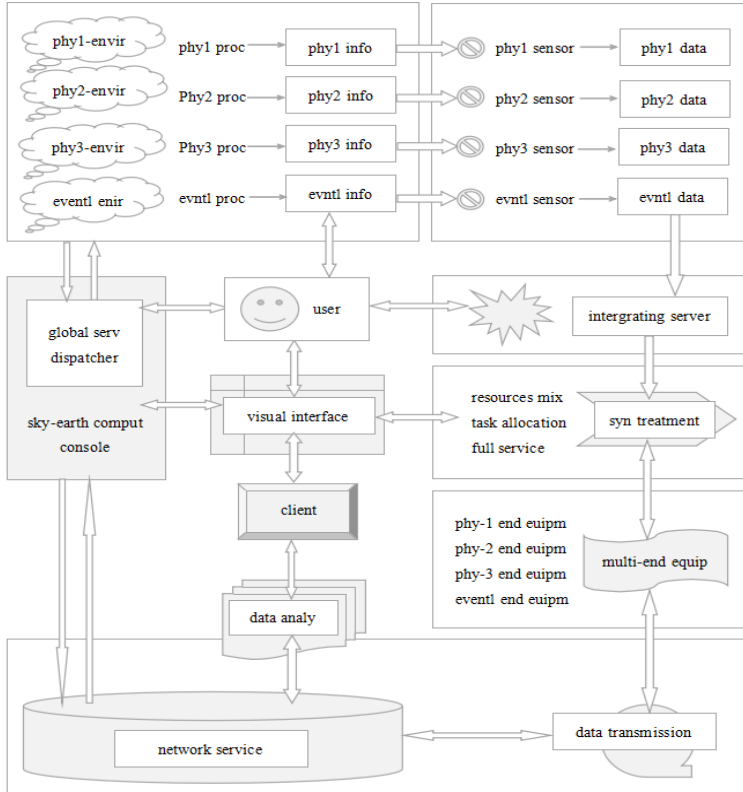 phy1-envir
phy1 proc
phy1 info
phy1 sensor
phy1 data
phy2-envir
Phy2 proc
phy2 info
phy2 sensor
phy2 data
phy3-envir
Phy3 proc
phy3 info
phy3 sensor
phy3 data
eventl enir
evntl proc
evntl info
evntl sensor
evntl data
global serv
dispatcher
user
intergrating server
sky-earth comput
console
visual interface
resources mix
task allocation
full service
syn treatment
client
phy-1 end euipm
phy-2 end euipm
phy-3 end euipm
eventl end euipm
multi-end equip
data analy
network service
data transmission